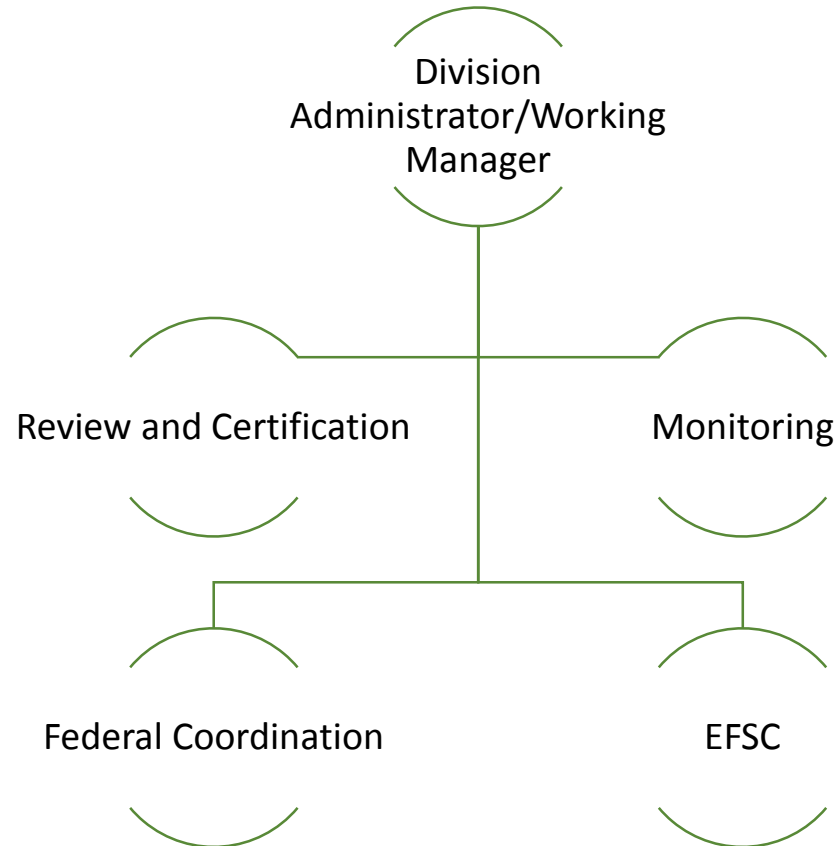 Division
Administrator/Working
Manager
Review and Certification
Monitoring
Federal Coordination
EFSC